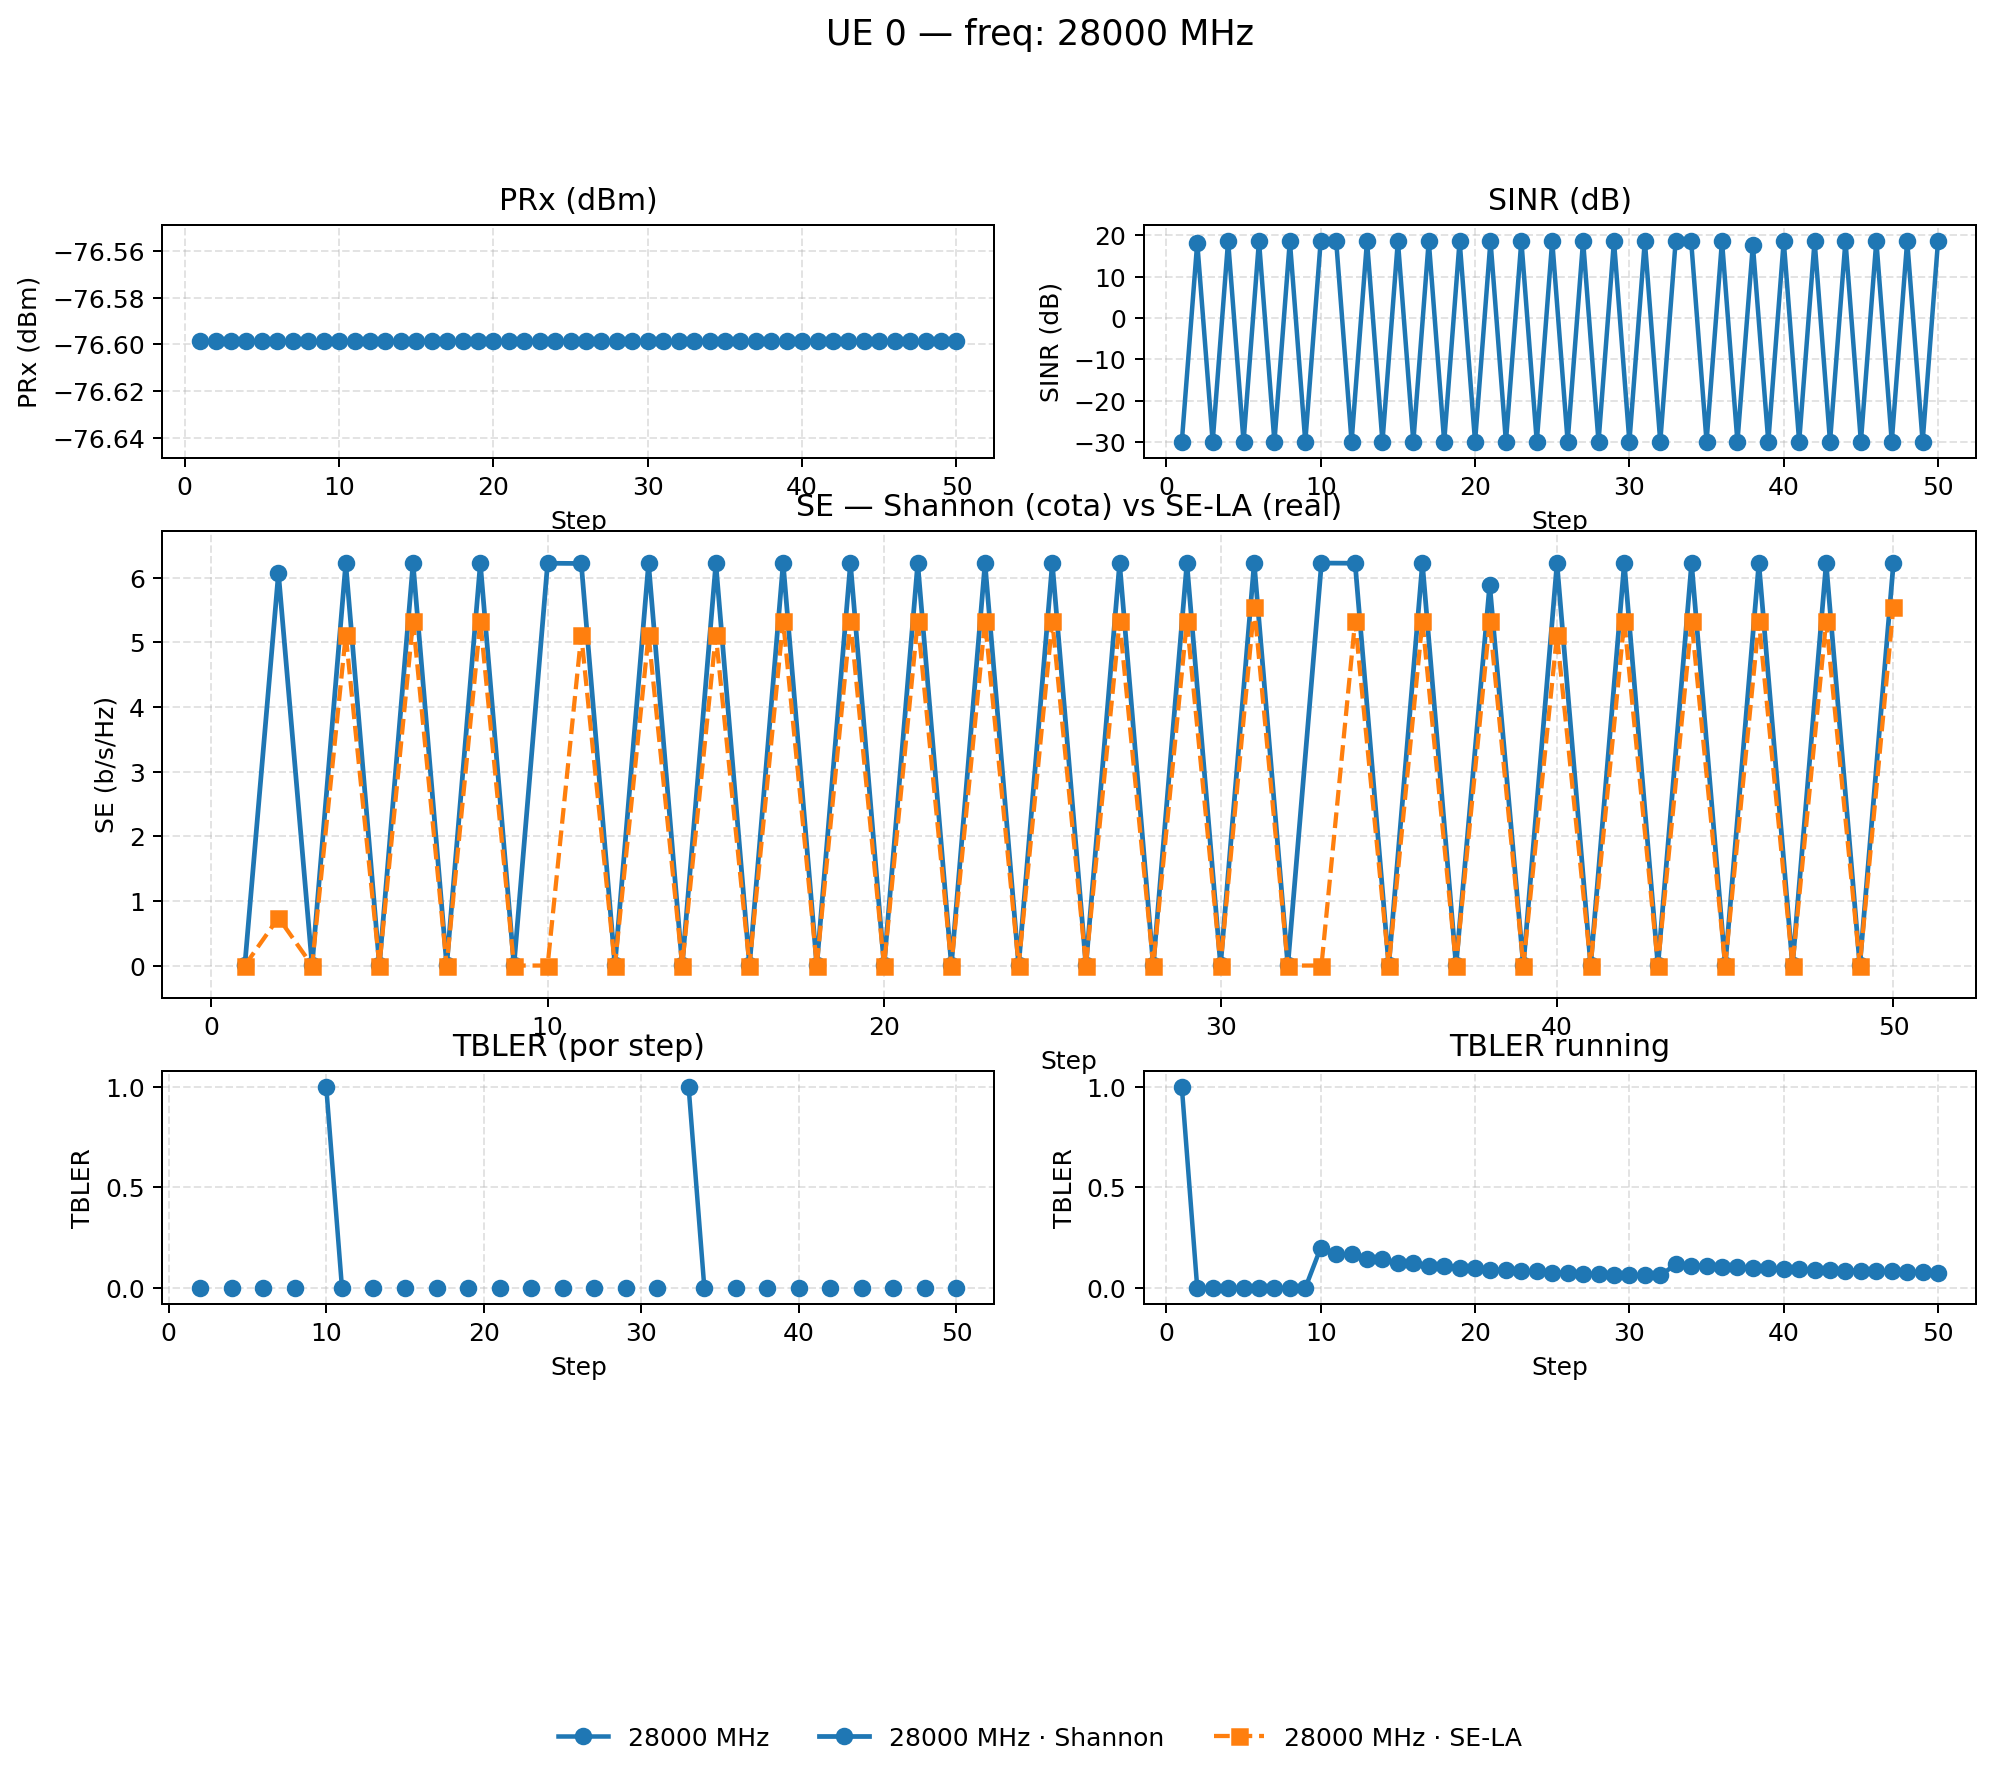 UE 0 — freq: 28000 MHz
PRx (dBm)
PRx (dBm)
−76.56
−76.58
−76.60
−76.62
−76.64
0 10 20 30 40 50
Step
SINR (dB)
SINR (dB)
20
10
0
−10
−20
−30
0 10 20 30 40 50
Step
SE — Shannon (cota) vs SE-LA (real)
SE (b/s/Hz)
6
5
4
3
2
1
0
0 10 20 30 40 50
Step
TBLER (por step)
TBLER
1.0
0.5
0.0
0 10 20 30 40 50
Step
TBLER running
TBLER
1.0
0.5
0.0
0 10 20 30 40 50
Step
28000 MHz 28000 MHz · Shannon 28000 MHz · SE-LA